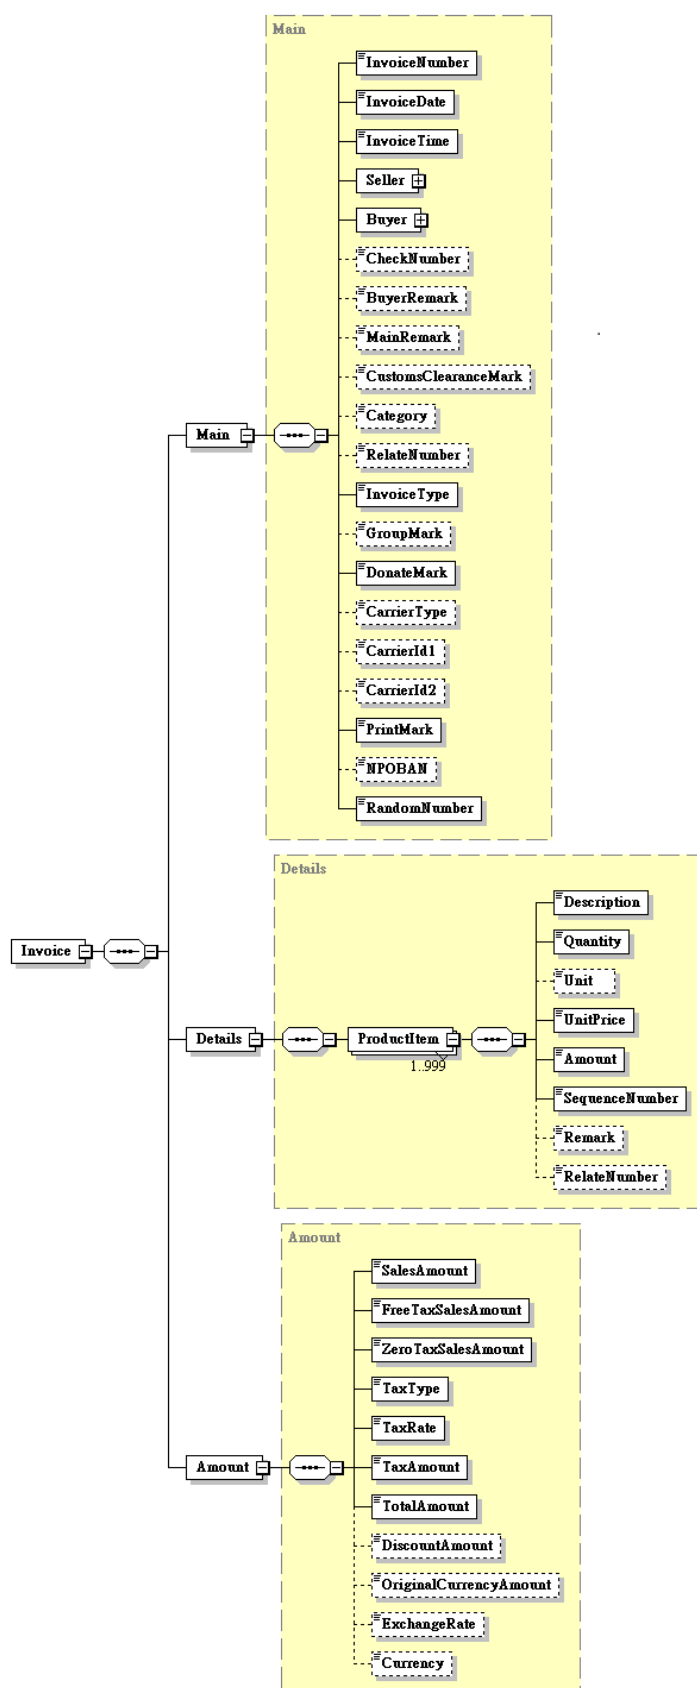 Main
InvoiceNumber
InvoiceDate
InvoiceTime
Seller
Buyer
CheckNumber
BuyerRemark
MainRemark
CustomsClearanceMark
Category
Main
RelateNumber
InvoiceType
GroupMark
DonateMark
CarrierType
CarrierId1
CarrierId2
PrintMark
NPOBAN
RandomNumber
Details
Description
Invoice
Quantity
Unit
UnitPrice
Details
ProductItem
1..999
Amount
SequenceNumber
Remark
RelateNumber
Amount
SalesAmount
FreeTaxSalesAmount
ZeroTaxSalesAmount
TaxType
TaxRate
Amount
TaxAmount
TotalAmount
DiscountAmount
OriginalCurrencyAmount
ExchangeRate
Currency